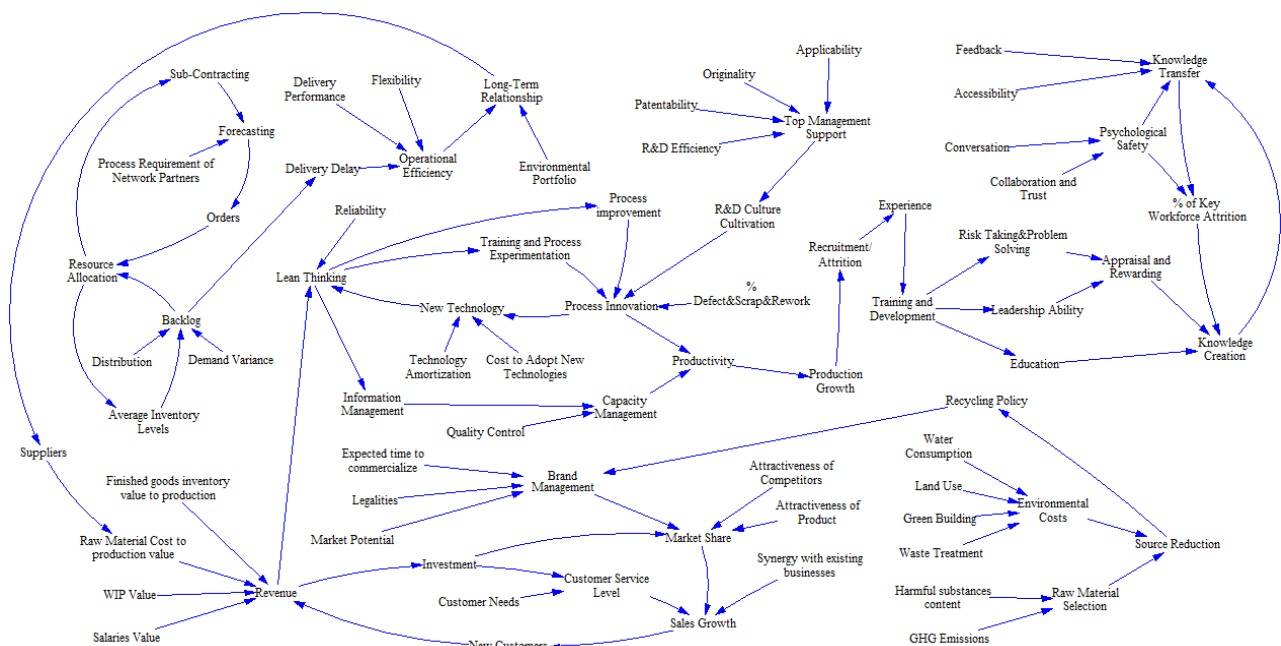 Applicability
Feedback
Knowledge
Transfer
Sub-Contracting
Delivery
Performance
Flexibility
Long-Term
Relationship
Originality
Accessibility
Patentability
Top Management
Support
Forecasting
Process Requirement of
Network Partners
Delivery Delay
Operational
Efficiency
Environmental
Portfolio
R&D Efficiency
Conversation
Psychological
Safety
Collaboration and
Trust
% of Key
Workforce Attrition
Orders
Reliability
Process
improvement
R&D Culture
Cultivation
Experience
Training and Process
Experimentation
Recruitment/
Attrition
Risk Taking&Problem
Solving
Appraisal and
Rewarding
Resource
Allocation
Lean Thinking
New Technology
Process Innovation
%
Defect&Scrap&Rework
Training and
Development
Leadership Ability
Backlog
Distribution
Demand Variance
Technology
Amortization
Cost to Adopt New
Technologies
Productivity
Production
Growth
Education
Knowledge
Creation
Average Inventory
Levels
Information
Management
Capacity
Management
Quality Control
Recycling Policy
Suppliers
Expected time to
commercialize
Brand
Management
Attractiveness of
Competitors
Water
Consumption
Finished goods inventory
value to production
Legalities
Land Use
Environmental
Costs
Attractiveness of
Product
Green Building
Market Potential
Market Share
Raw Material Cost to
production value
Waste Treatment
Source Reduction
Investment
Customer Service
Level
Synergy with existing
businesses
WIP Value
Revenue
Customer Needs
Harmful substances
content
Raw Material
Selection
Sales Growth
Salaries Value
New Customers
GHG Emissions